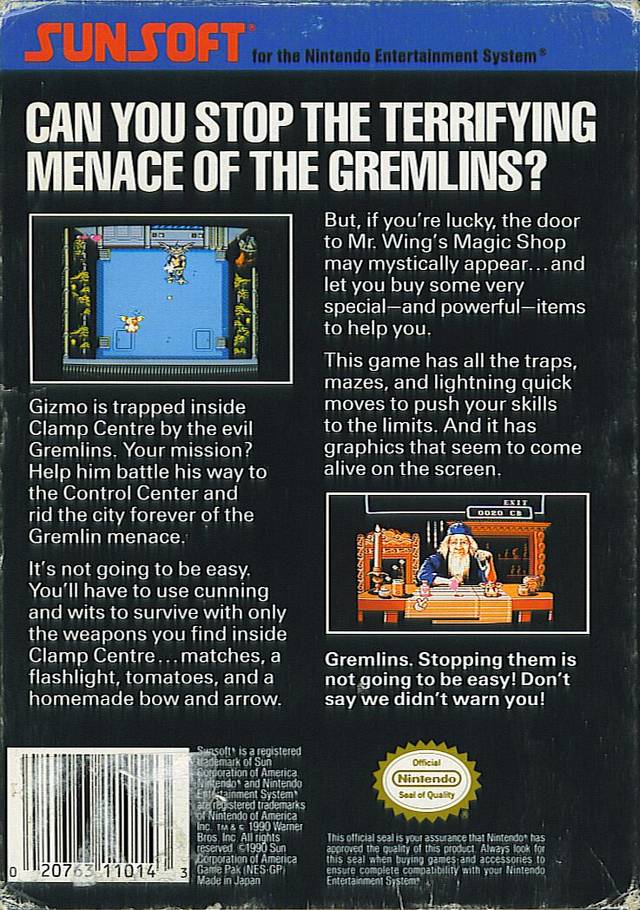 SUNSOFT® for the Nintendo Entertainment System®
CAN YOU STOP THE TERRIFYING
MENACE OF THE GREMLINS?
Gizmo is trapped inside
Clamp Centre by the evil
Gremlins. Your mission?
Help him battle his way to
the Control Center and
rid the city forever of the
Gremlin menace.
It's not going to be easy.
You'll have to use cunning
and wits to survive with only
the weapons you find inside
Clamp Centre...matches, a
flashlight, tomatoes, and a
homemade bow and arrow.
But, if you're lucky, the door
to Mr. Wing's Magic Shop
may mystically appear...and
let you buy some very
special—and powerful—items
to help you.
This game has all the traps,
mazes, and lightning quick
moves to push your skills
to the limits. And it has
graphics that seem to come
alive on the screen.
EXIT
0020 CB
Gremlins. Stopping them is
not going to be easy! Don't
say we didn't warn you!
0 20763 11014 3
Sunsoft® is a registered
trademark of Sun
Corporation of America
Nintendo® and Nintendo
Entertainment System®
are registered trademarks
of Nintendo of America
Inc. TM & © 1990 Warner
Bros. Inc. All rights
reserved. ©1990 Sun
Corporation of America
Game Pak (NES-GP)
Made in Japan
Official
Nintendo
Seal of Quality
This official seal is your assurance that Nintendo® has
approved the quality of this product. Always look for
this seal when buying games and accessories to
ensure complete compatibility with your Nintendo
Entertainment System®.